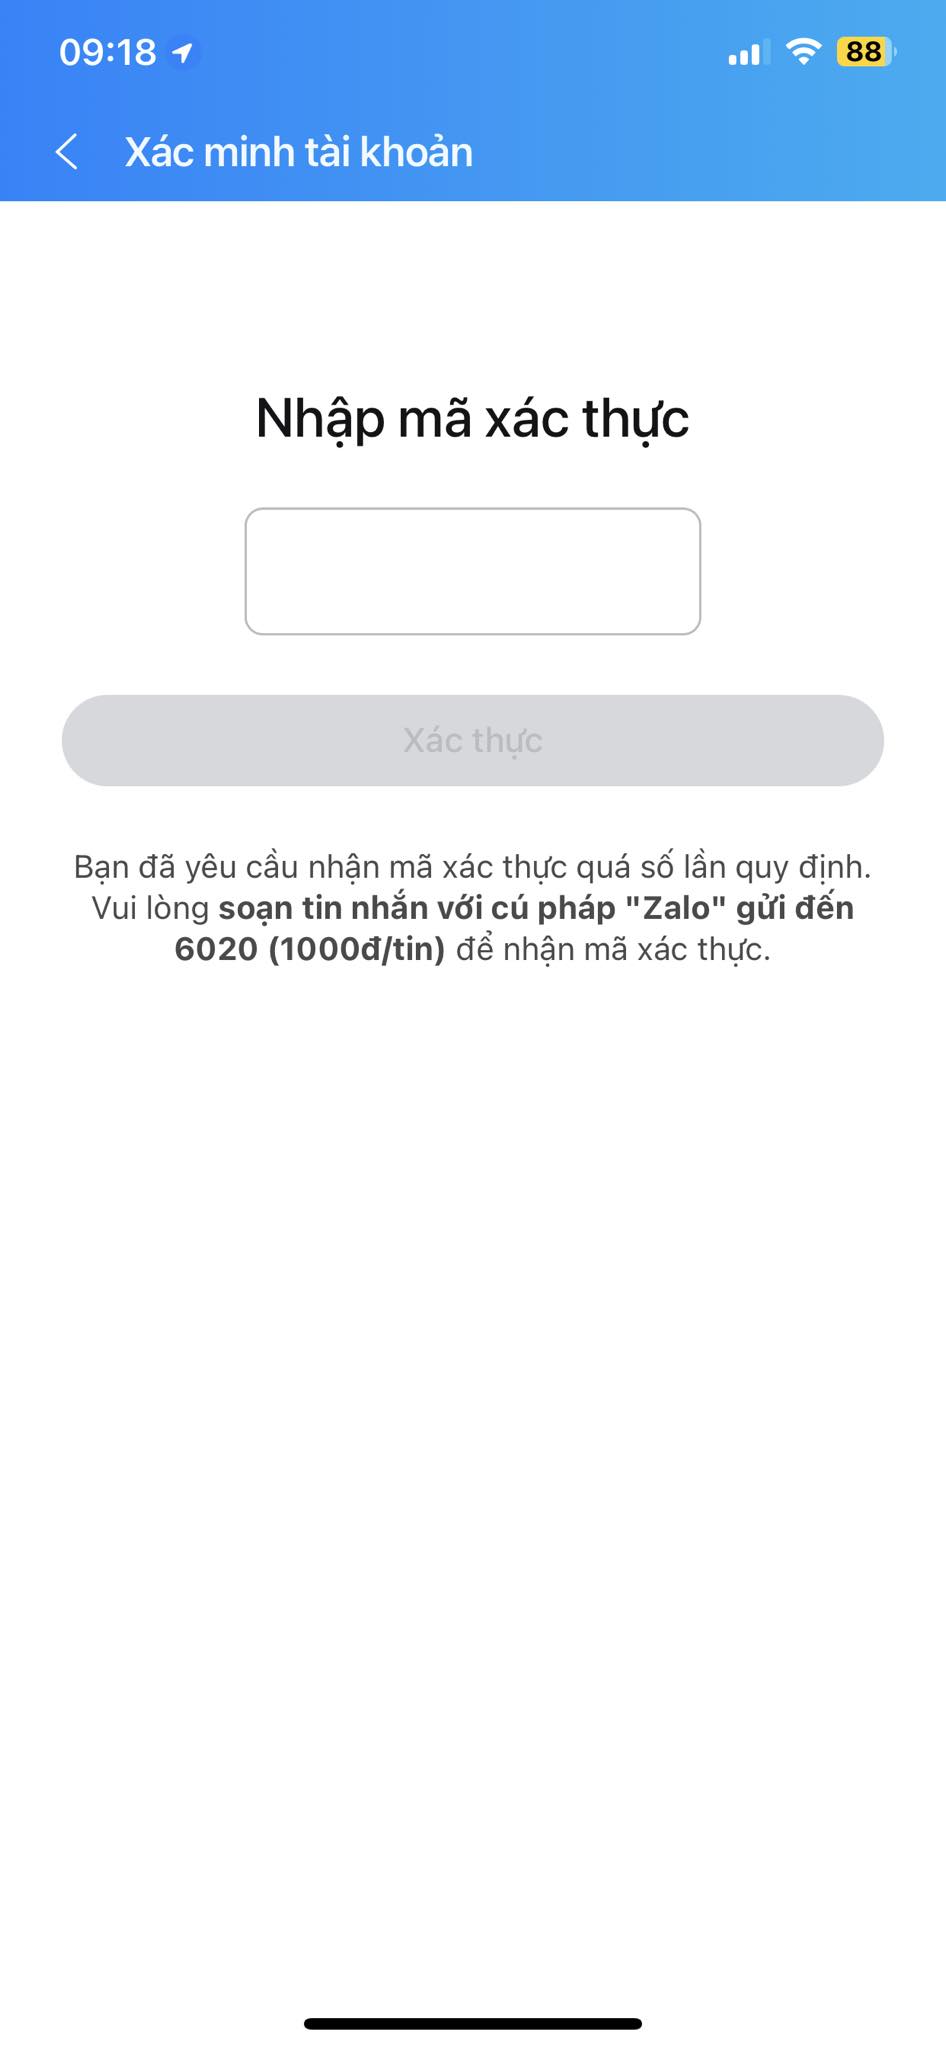 09:18
88
Xác minh tài khoản
Nhập mã xác thực
Xác thực
Bạn đã yêu cầu nhận mã xác thực quá số lần quy định.
Vui lòng soạn tin nhắn với cú pháp "Zalo" gửi đến
6020 (1000đ/tin) để nhận mã xác thực.